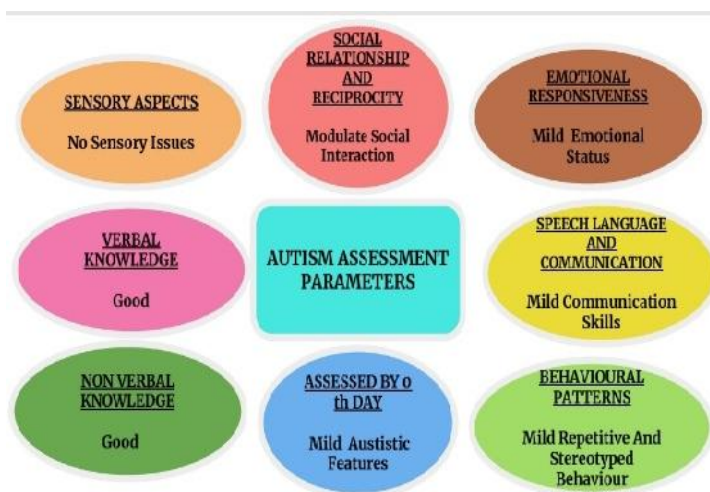 SENSORY ASPECTS
No Sensory Issues
SOCIAL
RELATIONSHIP
AND
RECIPROCITY
Modulate Social
Interaction
EMOTIONAL
RESPONSIVENESS
Mild Emotional
Status
VERBAL
KNOWLEDGE
Good
AUTISM ASSESSMENT
PARAMETERS
SPEECH LANGUAGE
AND
COMMUNICATION
Mild Communication
Skills
NON VERBAL
KNOWLEDGE
Good
ASSESSED BY 0
th DAY
Mild Austistic
Features
BEHAVIOURAL
PATTERNS
Mild Repetitive And
Stereotyped
Behaviour